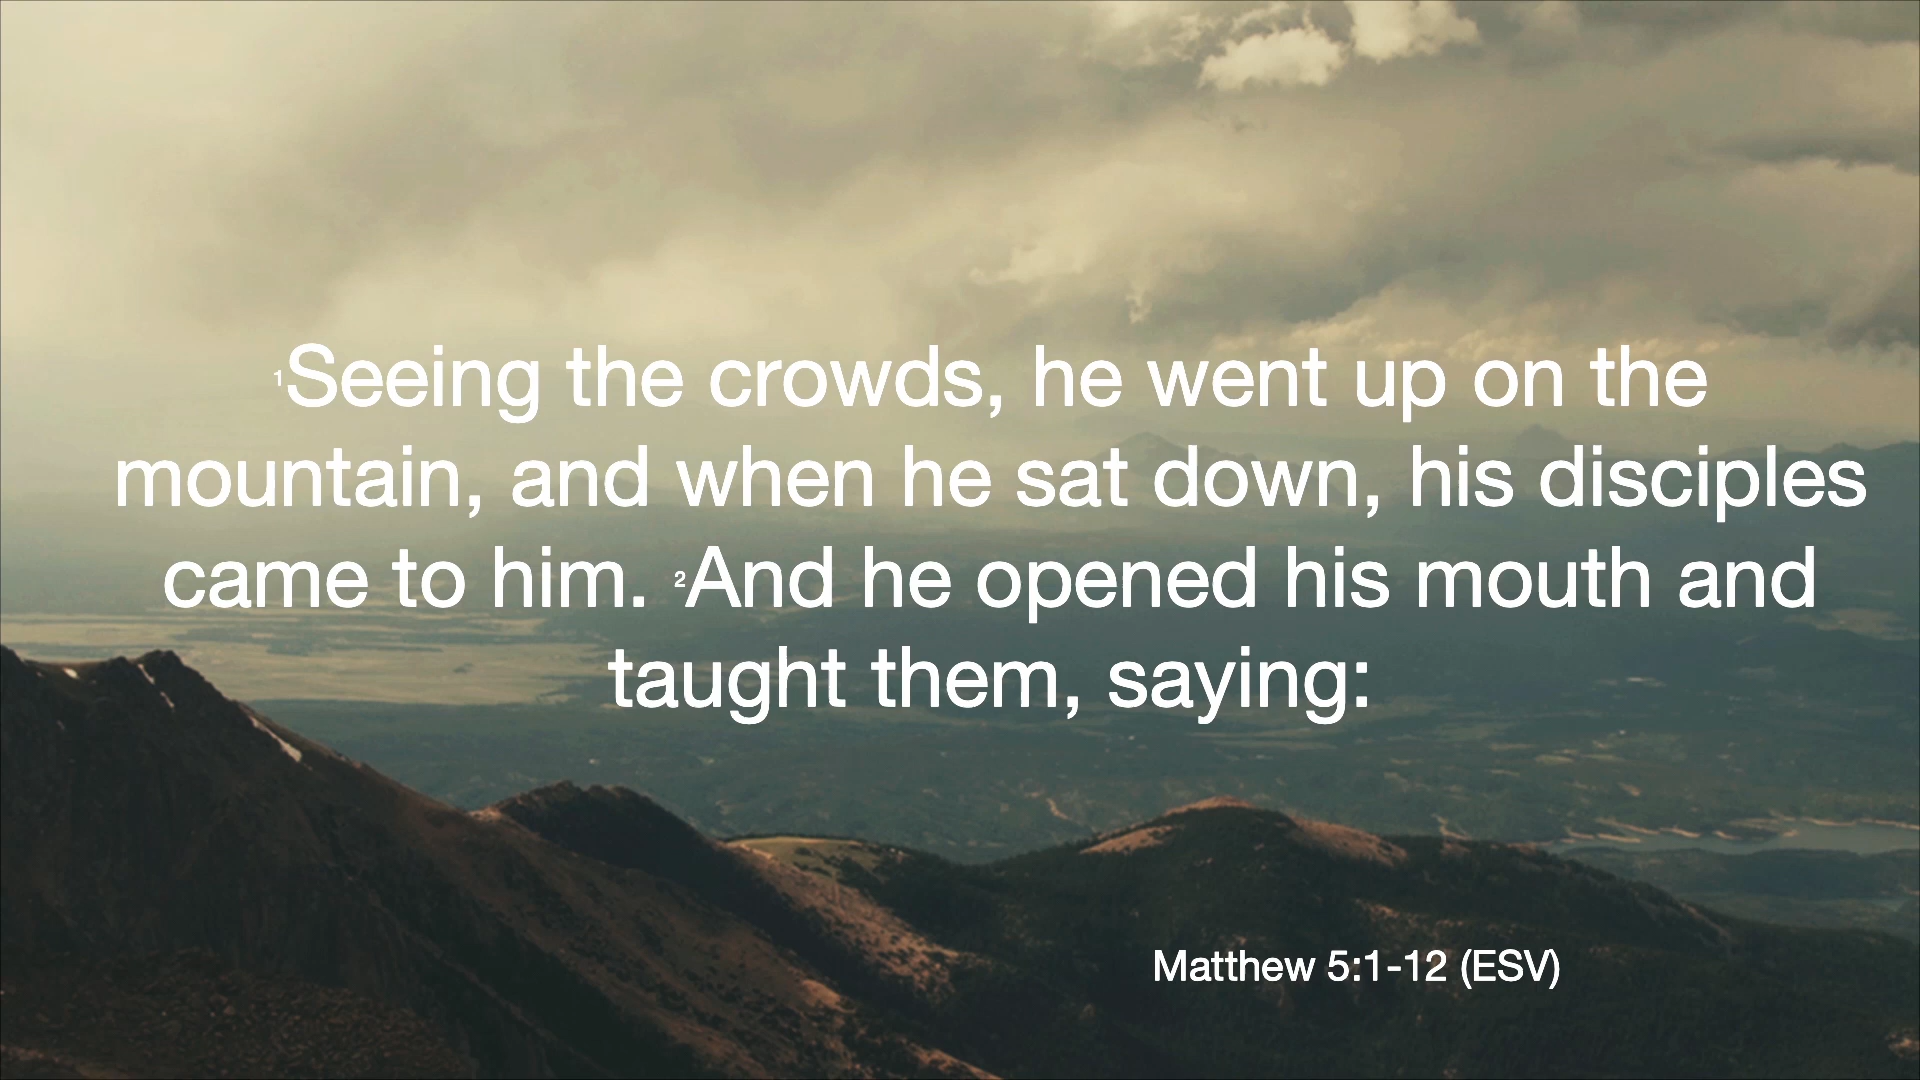 1Seeing the crowds, he went up on the
mountain, and when he sat down, his disciples
came to him. 2And he opened his mouth and
taught them, saying:
Matthew 5:1-12 (ESV)